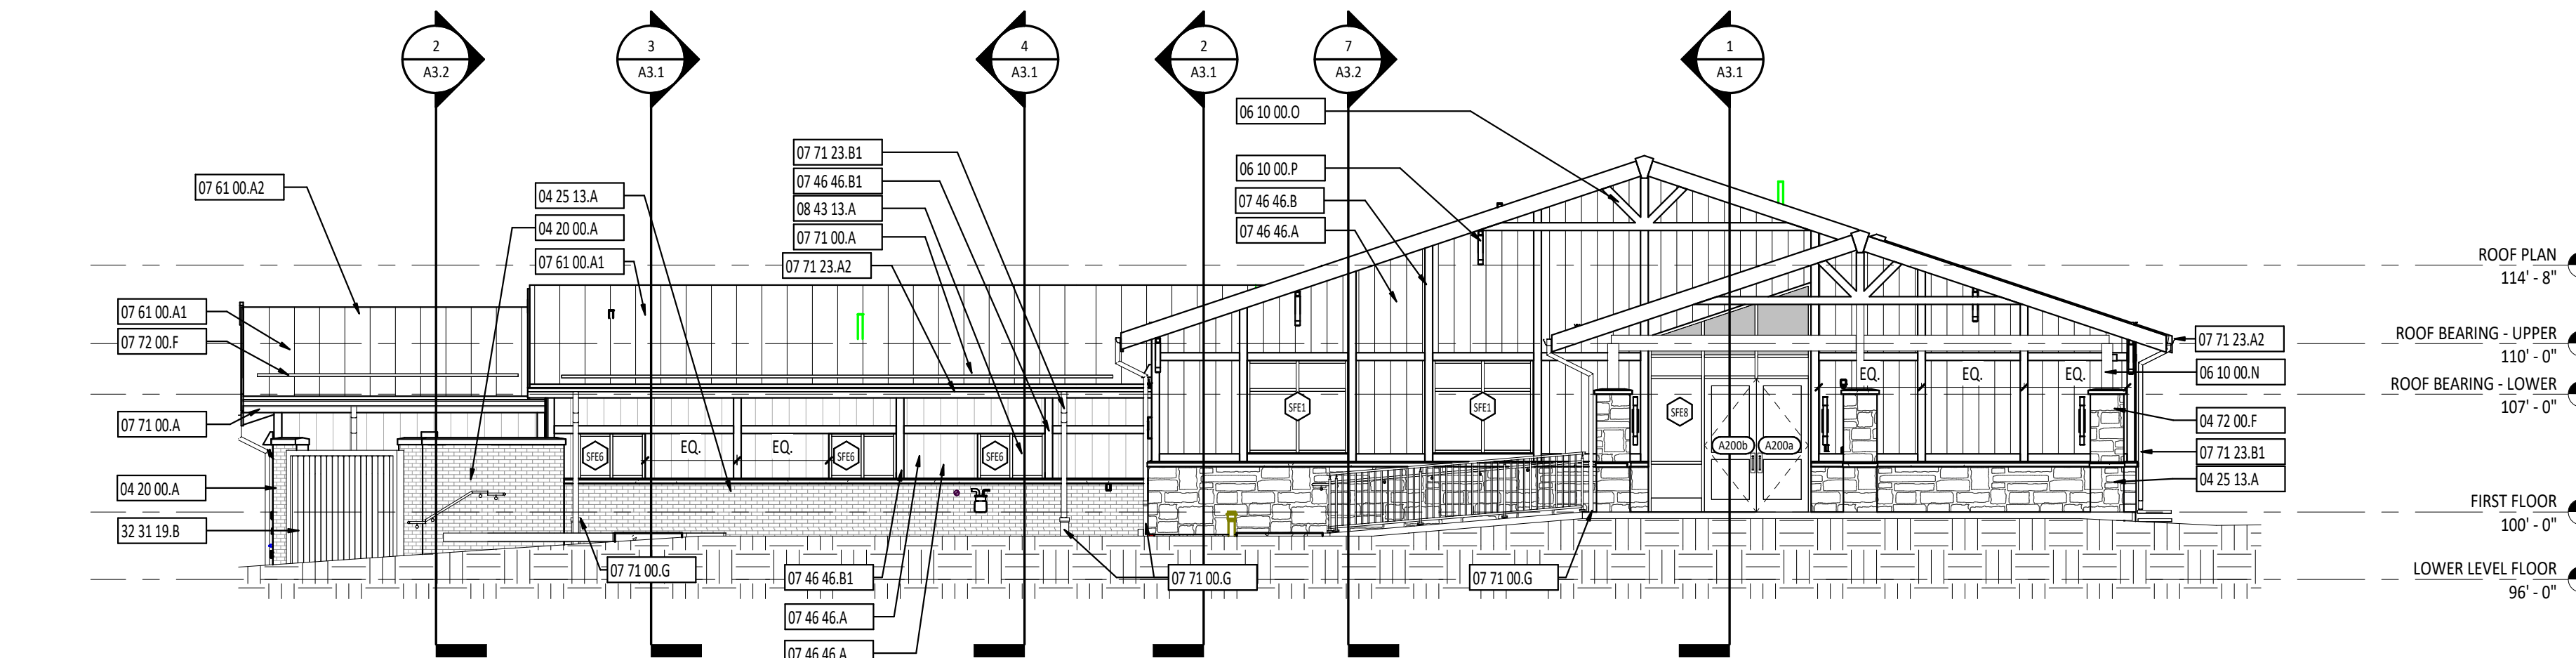 2
A3.2
3
A3.1
4
A3.1
2
A3.1
7
A3.2
1
A3.1
06 10 00.O
07 71 23.B1
07 46 46.B1
08 43 13.A
07 71 00.A
07 71 23.A2
06 10 00.P
07 46 46.B
07 46 46.A
07 61 00.A2
04 25 13.A
04 20 00.A
07 61 00.A1
07 61 00.A1
07 72 00.F
07 71 00.A
04 20 00.A
32 31 19.B
ROOF PLAN
114' - 8"
ROOF BEARING - UPPER
110' - 0"
ROOF BEARING - LOWER
107' - 0"
FIRST FLOOR
100' - 0"
LOWER LEVEL FLOOR
96' - 0"
07 71 23.A2
06 10 00.N
04 72 00.F
07 71 23.B1
04 25 13.A
EQ.
EQ.
EQ.
EQ.
EQ.
SFE1
SFE1
SFE8
SFE6
SFE6
SFE6
A200b
A200a
07 71 00.G
07 46 46.B1
07 71 00.G
07 71 00.G
07 46 46.A
07 46 46.A